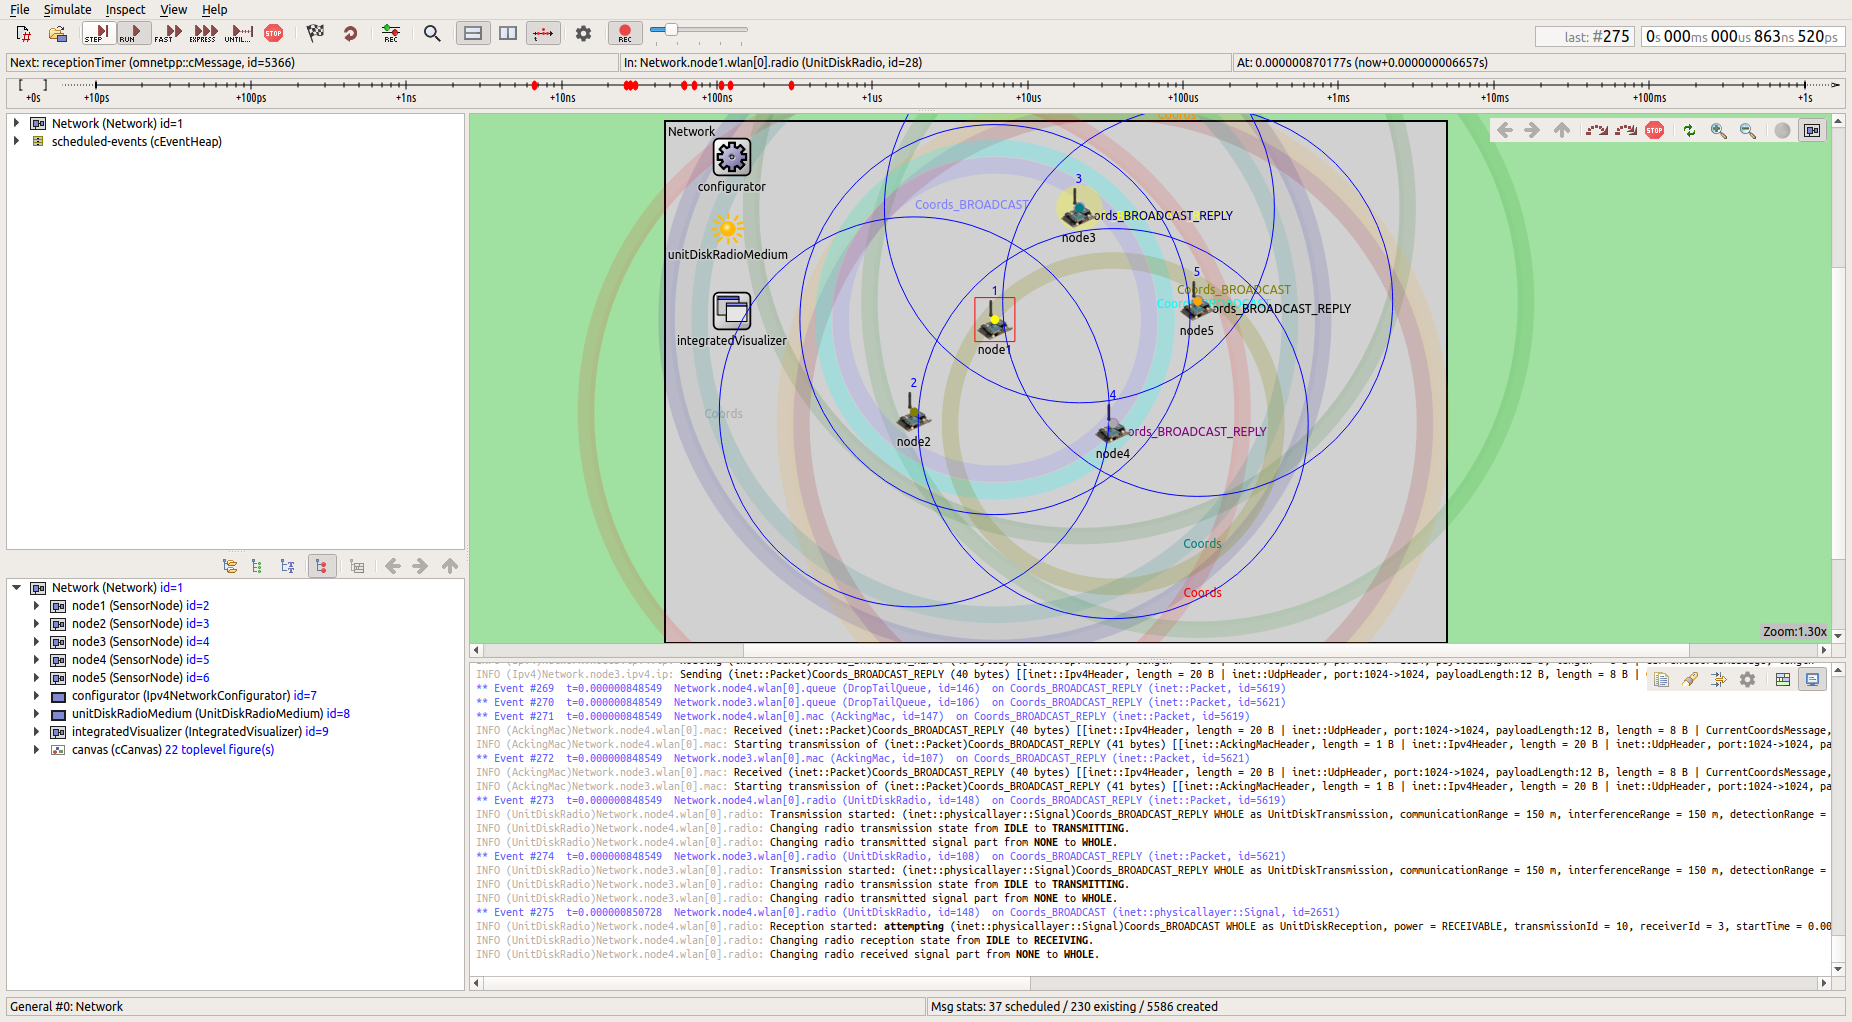 File Simulate Inspect View Help
STEP RUN FAST EXPRESS UNTIL... STOP REC REC
last: #275 0s 000ms 000us 863ns 520ps
Next: receptionTimer (omnetpp::cMessage, id=5366) In: Network.node1.wlan[0].radio (UnitDiskRadio, id=28) At: 0.000000870177s (now+0.000000006657s)
+0s +10ps +100ps +1ns +10ns +100ns +1us +10us +100us +1ms +10ms +100ms +1s
Network (Network) id=1
scheduled-events (cEventHeap)
Network (Network) id=1
node1 (SensorNode) id=2
node2 (SensorNode) id=3
node3 (SensorNode) id=4
node4 (SensorNode) id=5
node5 (SensorNode) id=6
configurator (Ipv4NetworkConfigurator) id=7
unitDiskRadioMedium (UnitDiskRadioMedium) id=8
integratedVisualizer (IntegratedVisualizer) id=9
canvas (cCanvas) 22 toplevel figure(s)
Network
Coords
STOP
configurator
3
Coords_BROADCAST
ords_BROADCAST_REPLY
node3
unitDiskRadioMedium
5
1
Coords_BROADCAST
ords_BROADCAST_REPLY
node5
integratedVisualizer
node1
2
4
Coords
ords_BROADCAST_REPLY
node2
node4
Coords
Coords
Zoom:1.30x
** Event #269 t=0.000000848549 Network.node4.wlan[0].queue (DropTailQueue, id=146) on Coords_BROADCAST_REPLY (inet::Packet, id=5619)
** Event #270 t=0.000000848549 Network.node3.wlan[0].queue (DropTailQueue, id=106) on Coords_BROADCAST_REPLY (inet::Packet, id=5621)
** Event #271 t=0.000000848549 Network.node4.wlan[0].mac (AckingMac, id=147) on Coords_BROADCAST_REPLY (inet::Packet, id=5619)
INFO (AckingMac)Network.node4.wlan[0].mac: Received (inet::Packet)Coords_BROADCAST_REPLY (40 bytes) [[inet::Ipv4Header, length = 20 B | inet::UdpHeader, port:1024->1024, payloadLength:12 B, length = 8 B | CurrentCoordsMessage,
INFO (AckingMac)Network.node4.wlan[0].mac: Starting transmission of (inet::Packet)Coords_BROADCAST_REPLY (41 bytes) [[inet::AckingMacHeader, length = 1 B | inet::Ipv4Header, length = 20 B | inet::UdpHeader, port:1024->1024, pa
** Event #272 t=0.000000848549 Network.node3.wlan[0].mac (AckingMac, id=107) on Coords_BROADCAST_REPLY (inet::Packet, id=5621)
INFO (AckingMac)Network.node3.wlan[0].mac: Received (inet::Packet)Coords_BROADCAST_REPLY (40 bytes) [[inet::Ipv4Header, length = 20 B | inet::UdpHeader, port:1024->1024, payloadLength:12 B, length = 8 B | CurrentCoordsMessage,
INFO (AckingMac)Network.node3.wlan[0].mac: Starting transmission of (inet::Packet)Coords_BROADCAST_REPLY (41 bytes) [[inet::AckingMacHeader, length = 1 B | inet::Ipv4Header, length = 20 B | inet::UdpHeader, port:1024->1024, pa
** Event #273 t=0.000000848549 Network.node4.wlan[0].radio (UnitDiskRadio, id=148) on Coords_BROADCAST_REPLY (inet::Packet, id=5619)
INFO (UnitDiskRadio)Network.node4.wlan[0].radio: Transmission started: (inet::physicallayer::Signal)Coords_BROADCAST_REPLY WHOLE as UnitDiskTransmission, communicationRange = 150 m, interferenceRange = 150 m, detectionRange =
INFO (UnitDiskRadio)Network.node4.wlan[0].radio: Changing radio transmission state from IDLE to TRANSMITTING.
INFO (UnitDiskRadio)Network.node4.wlan[0].radio: Changing radio transmitted signal part from NONE to WHOLE.
** Event #274 t=0.000000848549 Network.node3.wlan[0].radio (UnitDiskRadio, id=108) on Coords_BROADCAST_REPLY (inet::Packet, id=5621)
INFO (UnitDiskRadio)Network.node3.wlan[0].radio: Transmission started: (inet::physicallayer::Signal)Coords_BROADCAST_REPLY WHOLE as UnitDiskTransmission, communicationRange = 150 m, interferenceRange = 150 m, detectionRange =
INFO (UnitDiskRadio)Network.node3.wlan[0].radio: Changing radio transmission state from IDLE to TRANSMITTING.
INFO (UnitDiskRadio)Network.node3.wlan[0].radio: Changing radio transmitted signal part from NONE to WHOLE.
** Event #275 t=0.000000850728 Network.node4.wlan[0].radio (UnitDiskRadio, id=148) on Coords_BROADCAST (inet::physicallayer::Signal, id=2651)
INFO (UnitDiskRadio)Network.node4.wlan[0].radio: Reception started: attempting (inet::physicallayer::Signal)Coords_BROADCAST WHOLE as UnitDiskReception, power = RECEIVABLE, transmissionId = 10, receiverId = 3, startTime = 0.00
INFO (UnitDiskRadio)Network.node4.wlan[0].radio: Changing radio reception state from IDLE to RECEIVING.
INFO (UnitDiskRadio)Network.node4.wlan[0].radio: Changing radio received signal part from NONE to WHOLE.
General #0: Network Msg stats: 37 scheduled / 230 existing / 5586 created